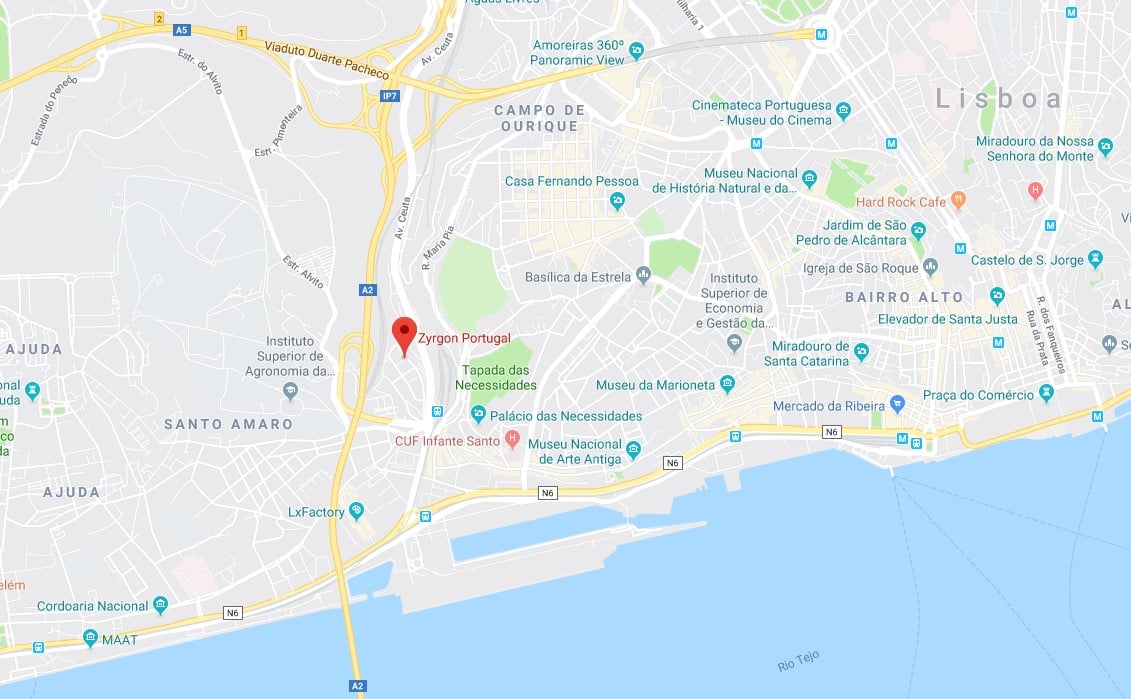 Águas Livres
2
A5
1
Viaduto Duarte Pacheco
Av. Ceuta
M
M
Amoreiras 360º
Panoramic View
Estr. do Alvito
IP7
Estrada do Penedo
Estr. Pimenteira
CAMPO DE
OURIQUE
Cinemateca Portuguesa
- Museu do Cinema
Lisboa
M
M
Miradouro da Nossa
Senhora do Monte
Casa Fernando Pessoa
Museu Nacional
de História Natural e da...
H
Hard Rock Cafe
Av. Ceuta
R. Maria Pia
Jardim de São
Pedro de Alcântara
M
M
Estr. Alvito
A2
Basílica da Estrela
Instituto
Superior de
Economia
e Gestão da...
Igreja de São Roque
Castelo de S. Jorge
BAIRRO ALTO
Elevador de Santa Justa
R. dos Fanqueiros
Rua da Prata
AJUDA
Zyrgon Portugal
Instituto
Superior de
Agronomia da...
Miradouro de
Santa Catarina
M
Tapada das
Necessidades
Museu da Marioneta
Praça do Comércio
Mercado da Ribeira
M
SANTO AMARO
Palácio das Necessidades
N6
M
CUF Infante Santo
H
Museu Nacional
de Arte Antiga
N6
AJUDA
N6
LxFactory
Cordoaria Nacional
N6
MAAT
Rio Tejo
A2